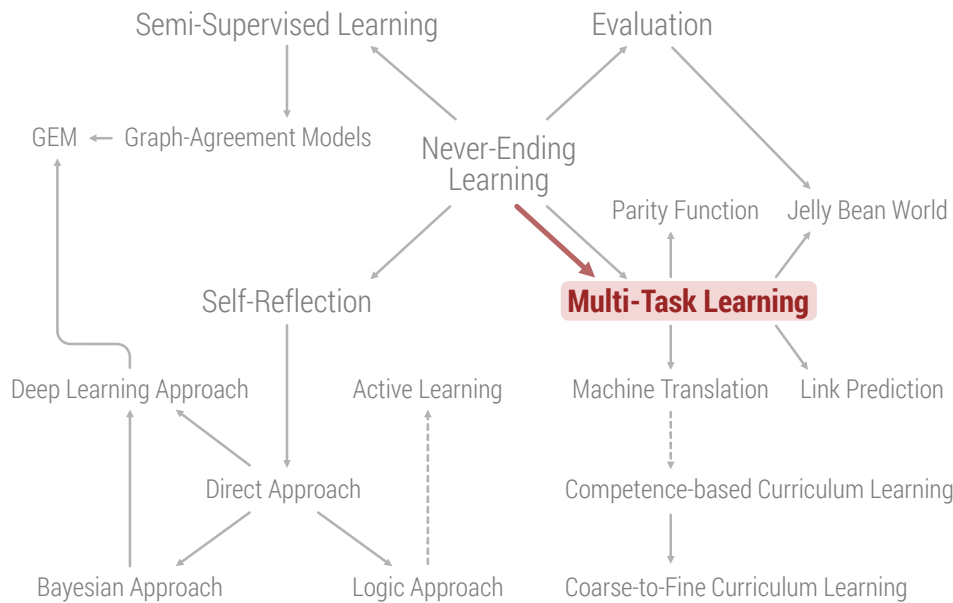 Semi-Supervised Learning
Evaluation
GEM
Graph-Agreement Models
Never-Ending
Learning
Parity Function
Jelly Bean World
Self-Reflection
Multi-Task Learning
Deep Learning Approach
Active Learning
Machine Translation
Link Prediction
Direct Approach
Competence-based Curriculum Learning
Bayesian Approach
Logic Approach
Coarse-to-Fine Curriculum Learning